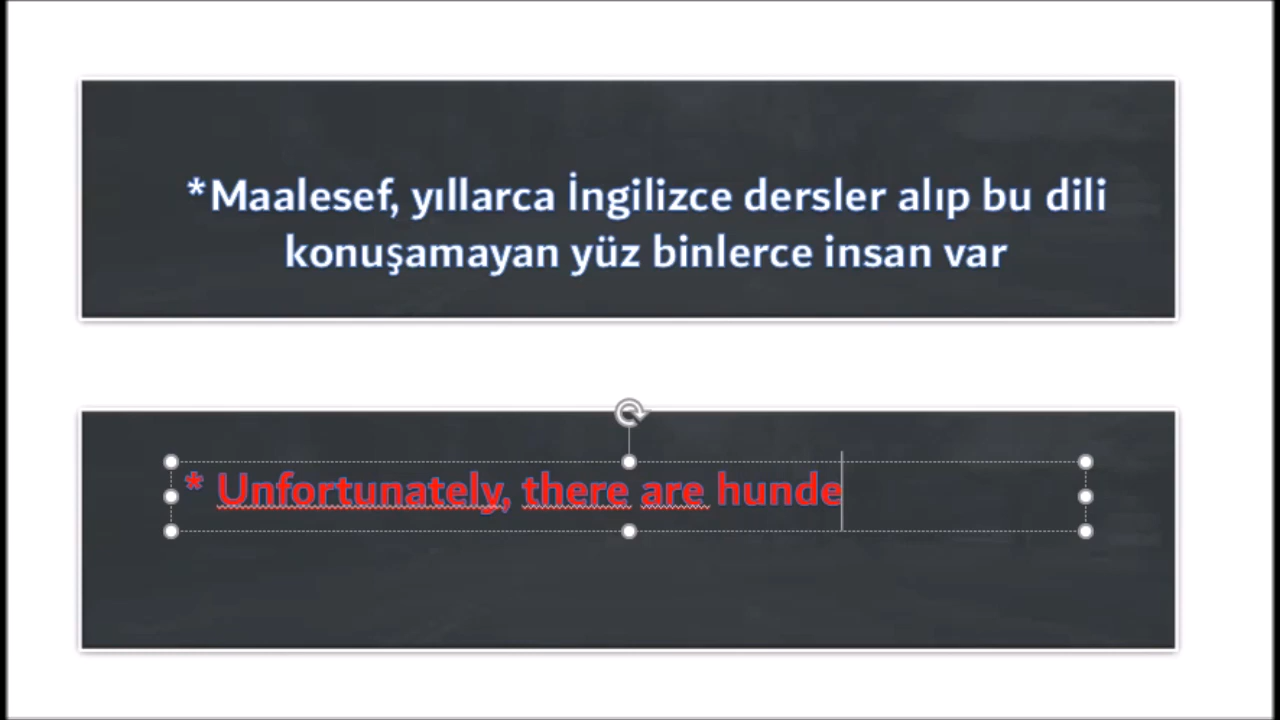 *Maalesef, yıllarca İngilizce dersler alıp bu dili
konuşamayan yüz binlerce insan var
* Unfortunately, there are hunde